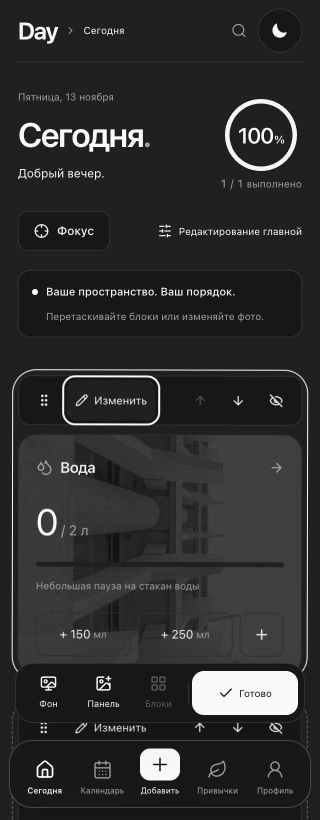 Day > Сегодня
Пятница, 13 ноября
Сегодня.
Добрый вечер.
100%
1 / 1 выполнено
Фокус
Редактирование главной
Ваше пространство. Ваш порядок.
Перетаскивайте блоки или изменяйте фото.
Изменить
Вода
0 / 2 л
Небольшая пауза на стакан воды
+ 150 мл
+ 250 мл
+
Фон
Панель
Блоки
Готово
Изменить
Сегодня
Календарь
Добавить
Привычки
Профиль